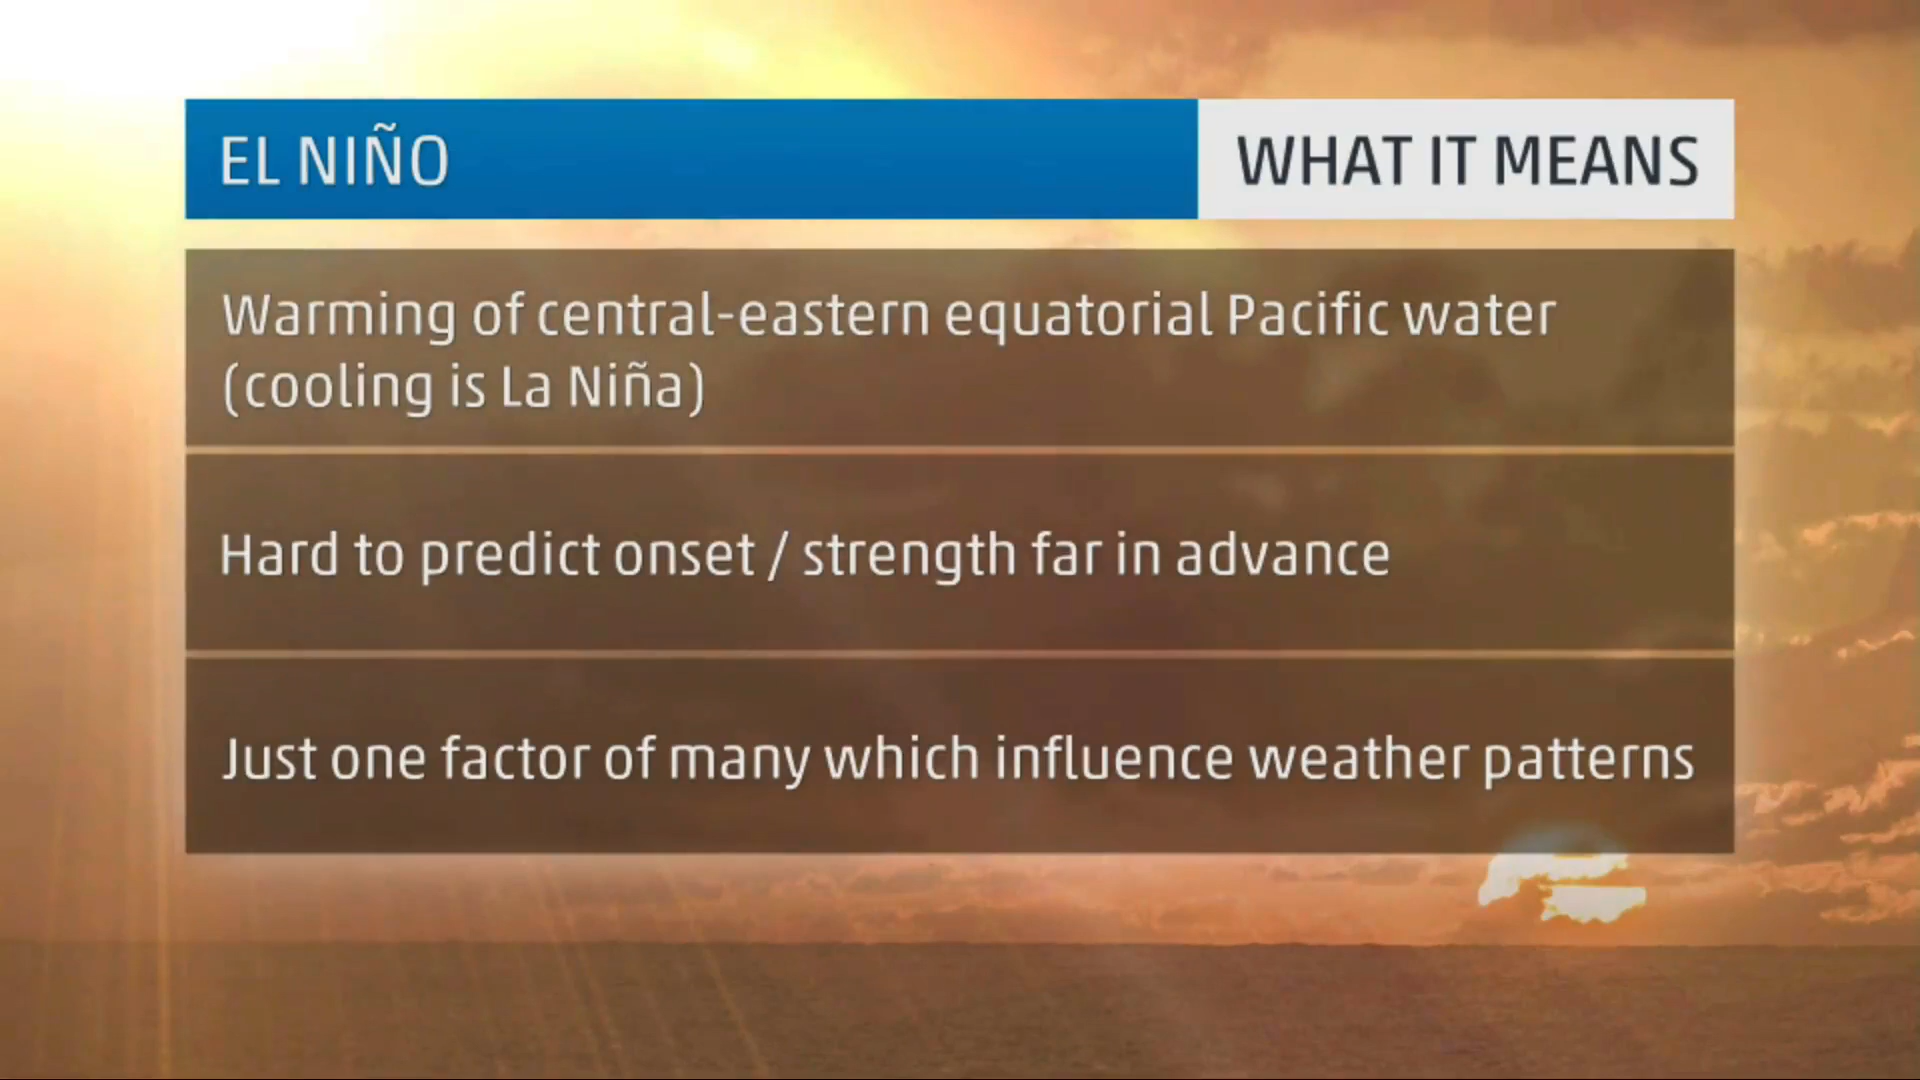 EL NIÑO
WHAT IT MEANS
Warming of central-eastern equatorial Pacific water
(cooling is La Niña)
Hard to predict onset / strength far in advance
Just one factor of many which influence weather patterns